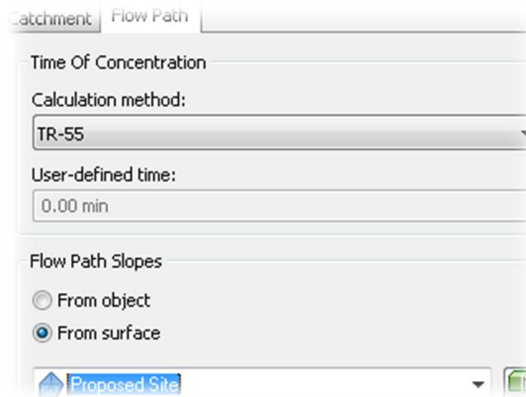 Catchment Flow Path
Time Of Concentration
Calculation method:
TR-55
User-defined time:
0.00 min
Flow Path Slopes
From object
From surface
Proposed Site